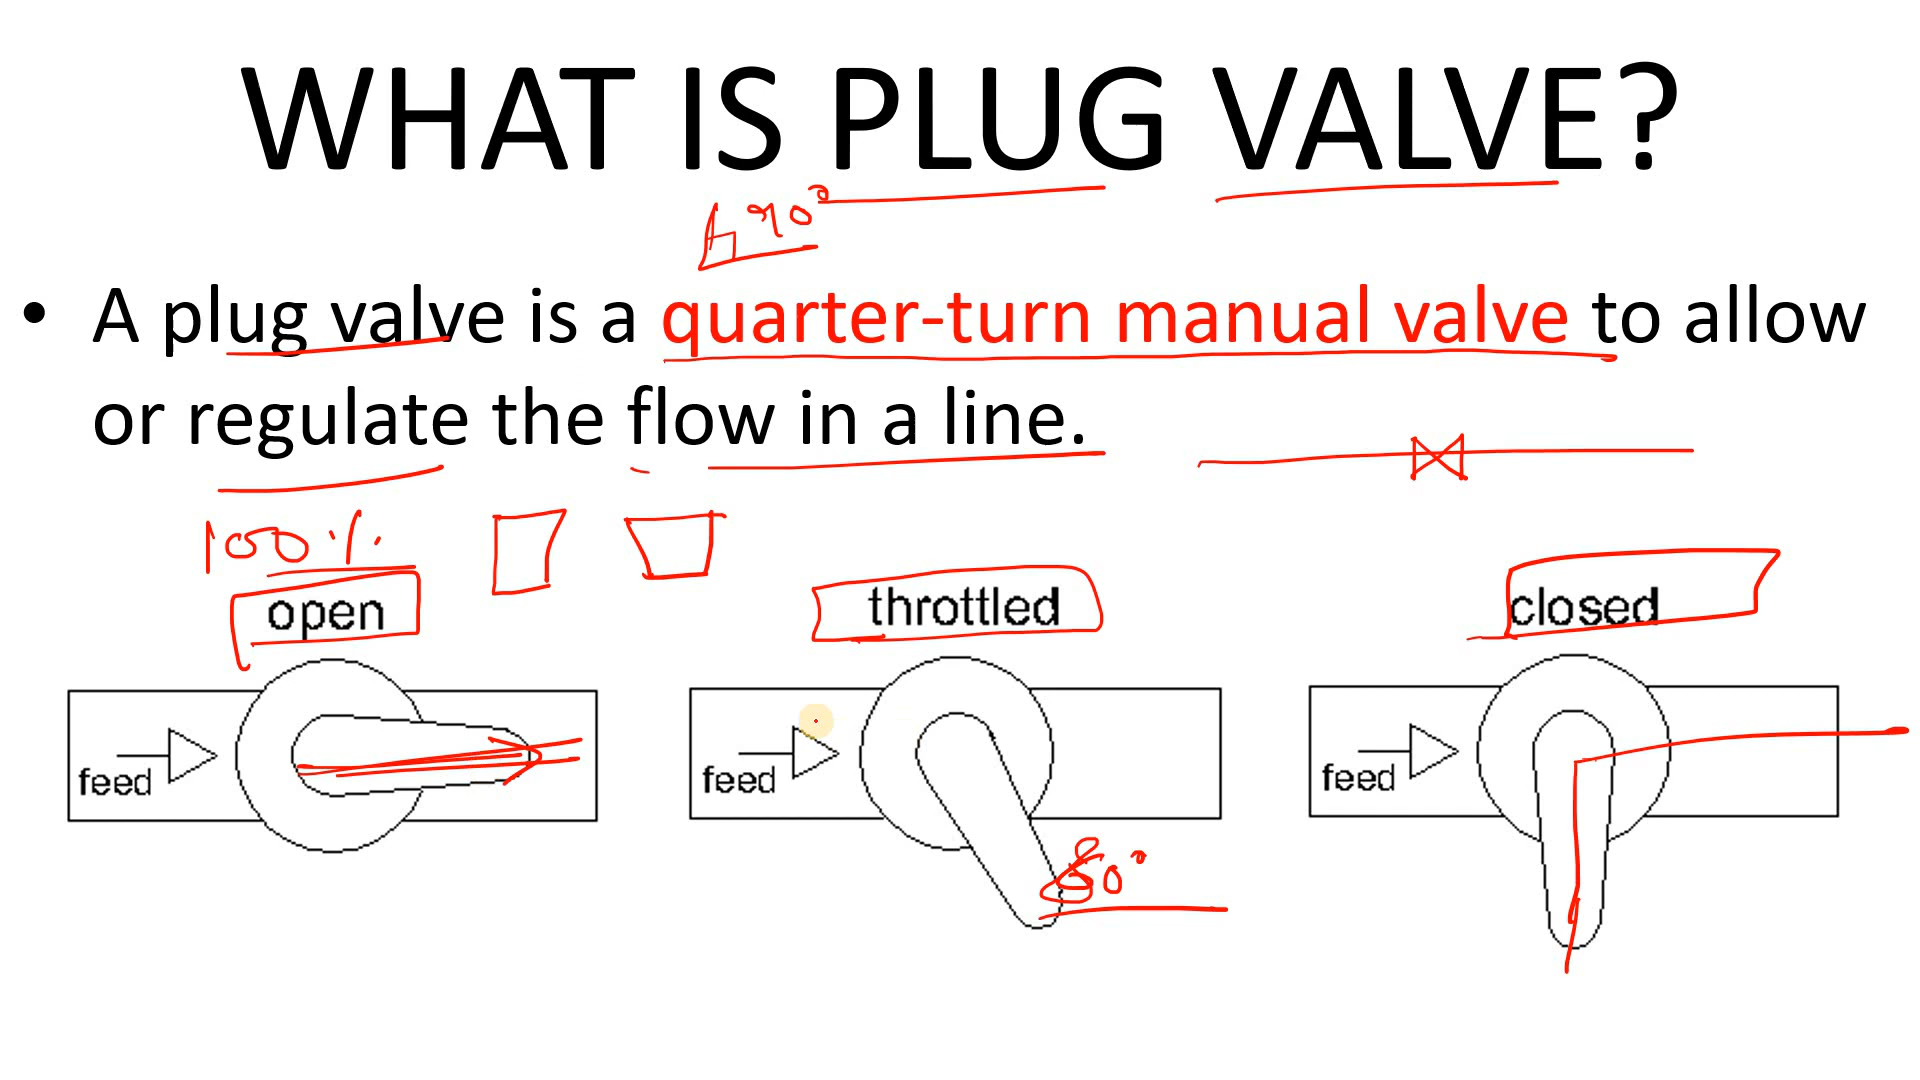 WHAT IS PLUG VALVE?
90°
• A plug valve is a quarter-turn manual valve to allow
or regulate the flow in a line.
100%
open
throttled
closed
feed
feed
feed